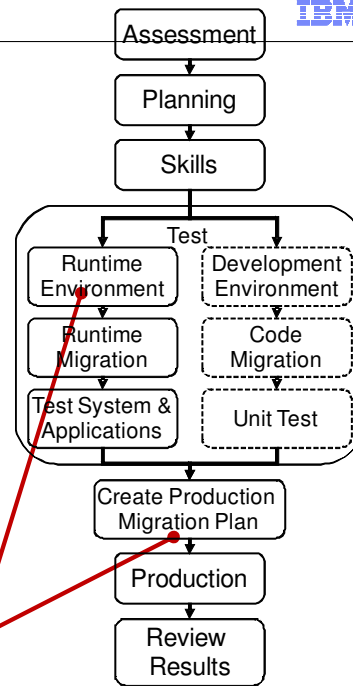 IBM
Assessment
Planning
Skills
Test
Runtime
Environment
Development
Environment
Runtime
Migration
Code
Migration
Test System &
Applications
Unit Test
Create Production
Migration Plan
Production
Review
Results